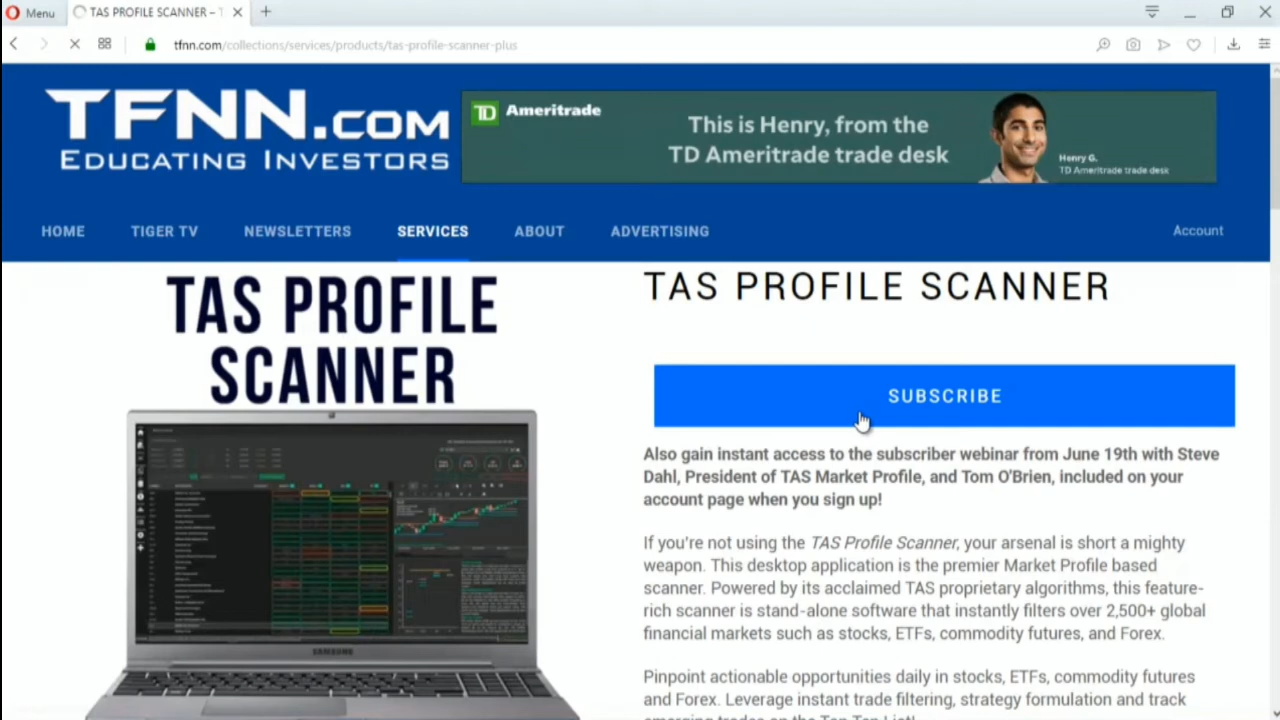 Menu
TAS PROFILE SCANNER –
tfnn.com/collections/services/products/tas-profile-scanner-plus
TFNN.COM
EDUCATING INVESTORS
TD Ameritrade
This is Henry, from the
TD Ameritrade trade desk
Henry G.
TD Ameritrade trade desk
HOME
TIGER TV
NEWSLETTERS
SERVICES
ABOUT
ADVERTISING
Account
TAS PROFILE
SCANNER
SAMSUNG
TAS PROFILE SCANNER
SUBSCRIBE
Also gain instant access to the subscriber webinar from June 19th with Steve
Dahl, President of TAS Market Profile, and Tom O'Brien, included on your
account page when you sign up!
If you're not using the TAS Profile Scanner, your arsenal is short a mighty
weapon. This desktop application is the premier Market Profile based
scanner. Powered by its acclaimed TAS proprietary algorithms, this feature-
rich scanner is stand-alone software that instantly filters over 2,500+ global
financial markets such as stocks, ETFs, commodity futures, and Forex.
Pinpoint actionable opportunities daily in stocks, ETFs, commodity futures
and Forex. Leverage instant trade filtering, strategy formulation and track
emerging trades on the Top Ten List!